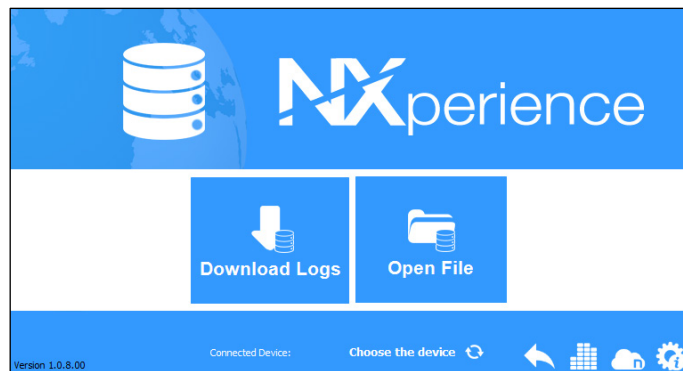 NXperience
Download Logs
Open File
Connected Device:
Choose the device
n
i
Version 1.0.8.00